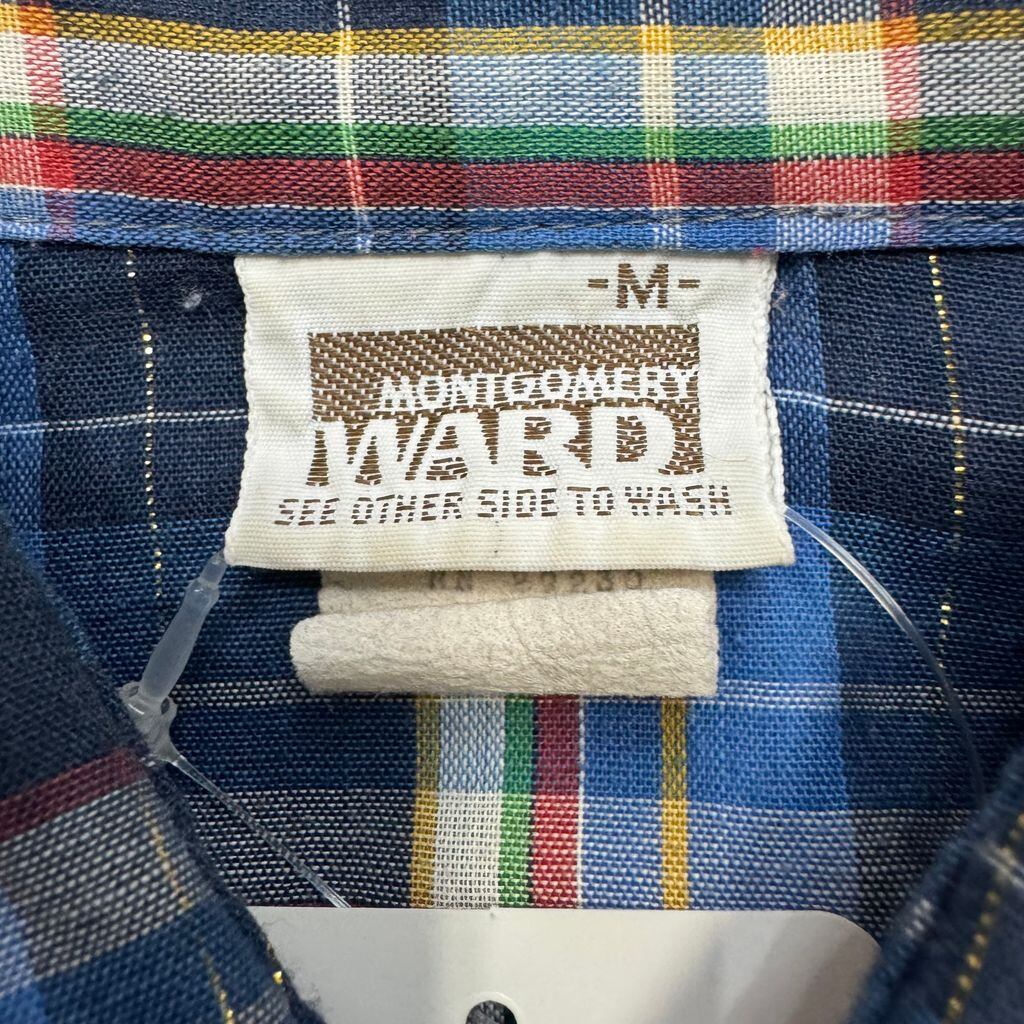 -M-
MONTGOMERY
WARD
SEE OTHER SIDE TO WASH